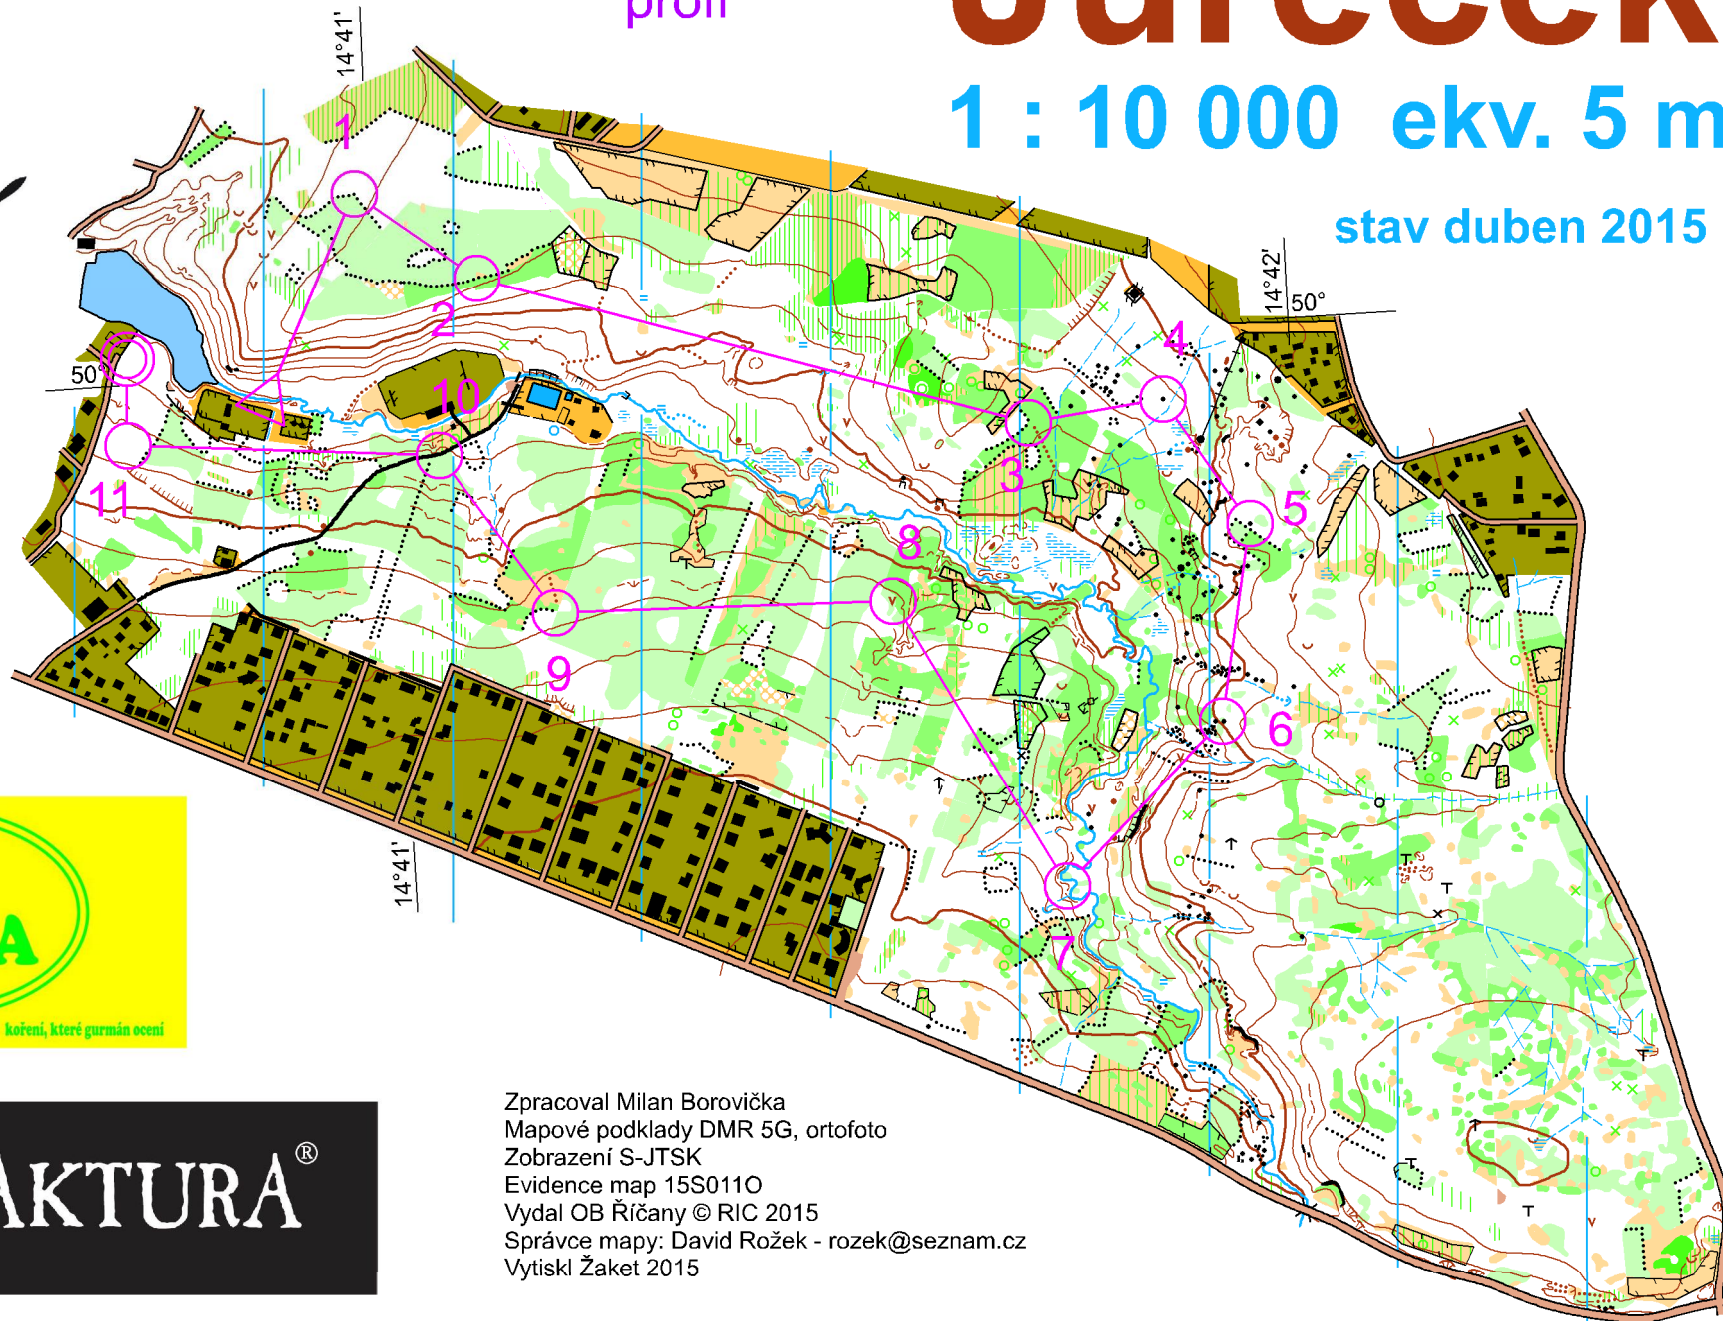 profi
Jureček
1 : 10 000 ekv. 5 m
stav duben 2015
14°41'
14°42'
50°
1
2
3
4
5
6
7
8
9
10
11
50°
14°41'
A
koření, které gurmán ocení
AKTURA®
Zpracoval Milan Borovička
Mapové podklady DMR 5G, ortofoto
Zobrazení S-JTSK
Evidence map 15S011O
Vydal OB Říčany © RIC 2015
Správce mapy: David Rožek - rozek@seznam.cz
Vytiskl Žaket 2015